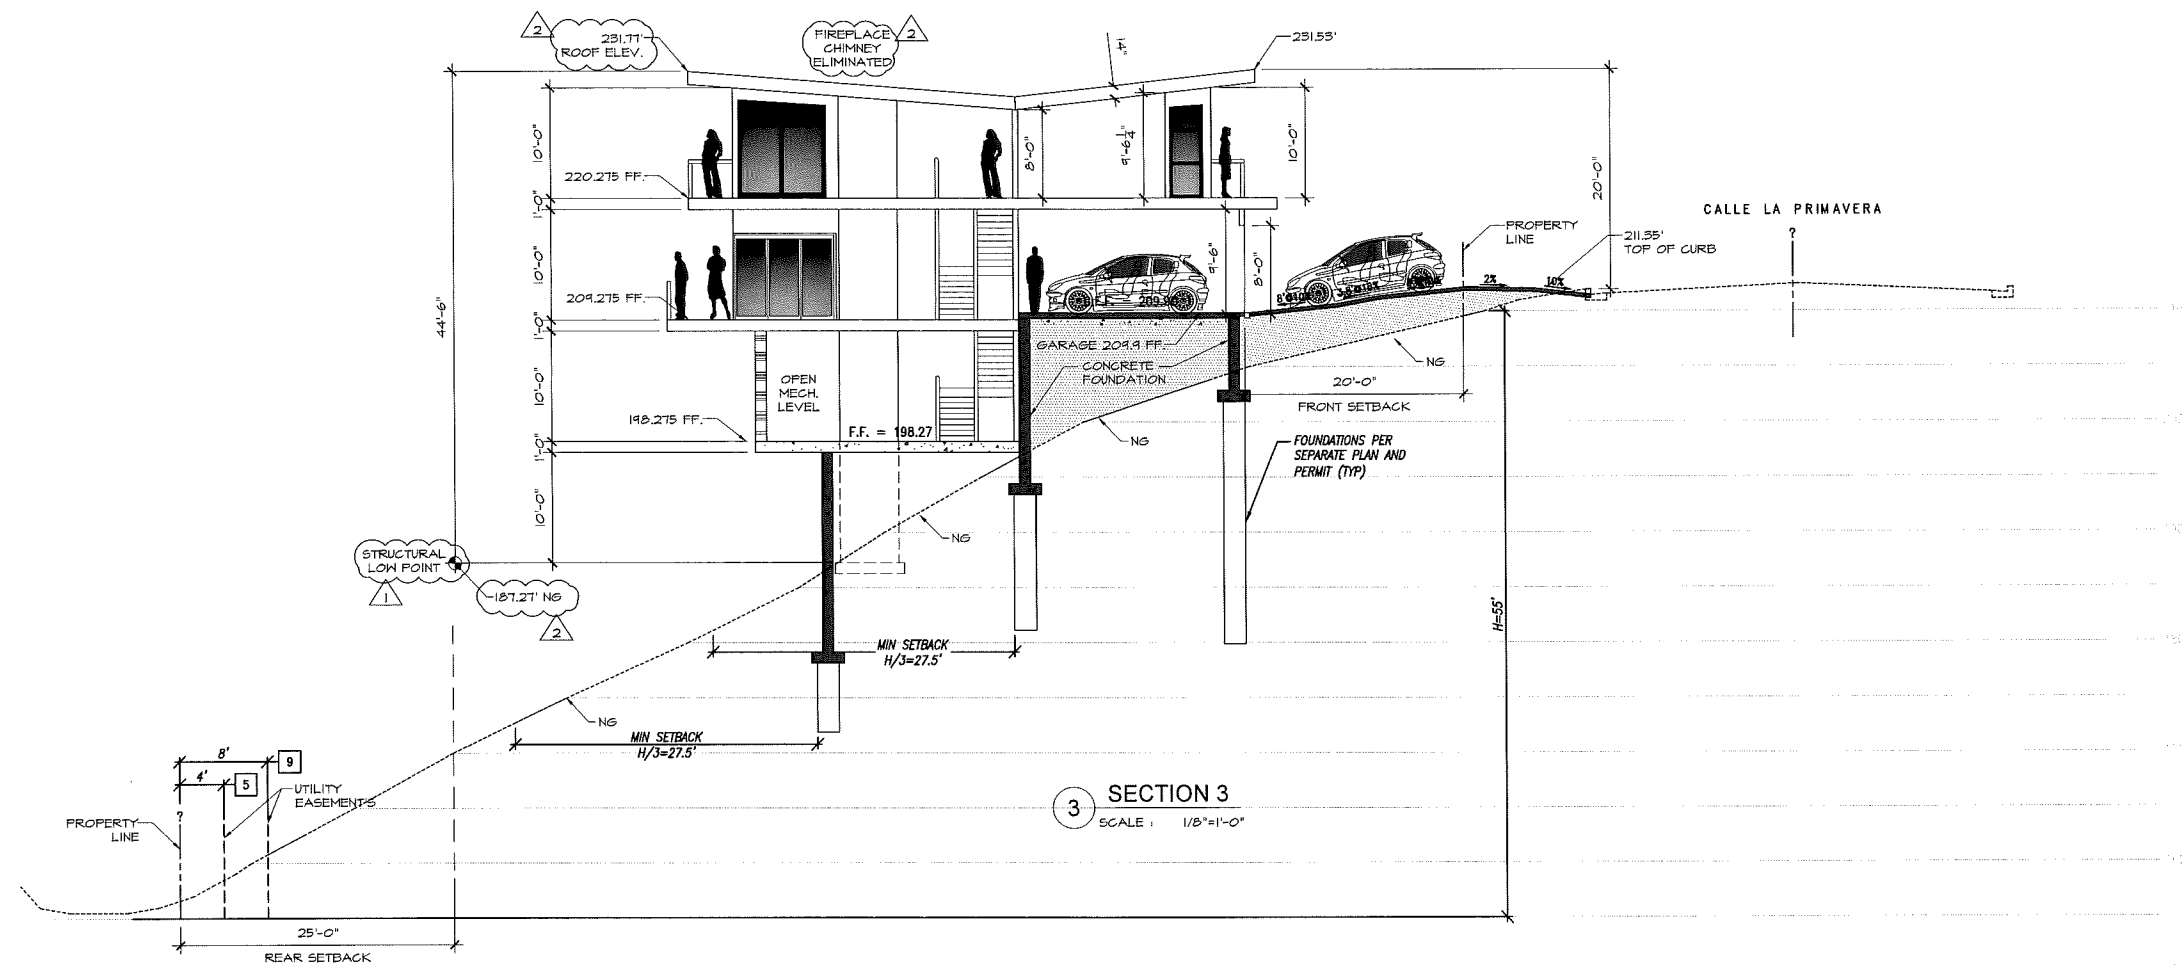 2
231.77'
ROOF ELEV.
FIREPLACE
CHIMNEY
ELIMINATED
2
14"
231.53'
10'-0"
8'-0"
9'-6 1/4"
10'-0"
20'-0"
220.275 FF.
1'-0"
CALLE LA PRIMAVERA
?
PROPERTY
LINE
211.35'
TOP OF CURB
44'-6"
10'-0"
9'-6"
8'-0"
2%
10%
209.275 FF.
1'-0"
GARAGE 209.9 FF.
CONCRETE
FOUNDATION
NG
20'-0"
FRONT SETBACK
10'-0"
OPEN
MECH.
LEVEL
198.275 FF.
F.F. = 198.27
1'-0"
NG
FOUNDATIONS PER
SEPARATE PLAN AND
PERMIT (TYP)
10'-0"
NG
STRUCTURAL
LOW POINT
1
187.27' NG
2
H=55'
MIN SETBACK
H/3=27.5'
NG
MIN SETBACK
H/3=27.5'
8'
9
4'
5
UTILITY
EASEMENTS
?
PROPERTY
LINE
3
SECTION 3
SCALE : 1/8"=1'-0"
25'-0"
REAR SETBACK